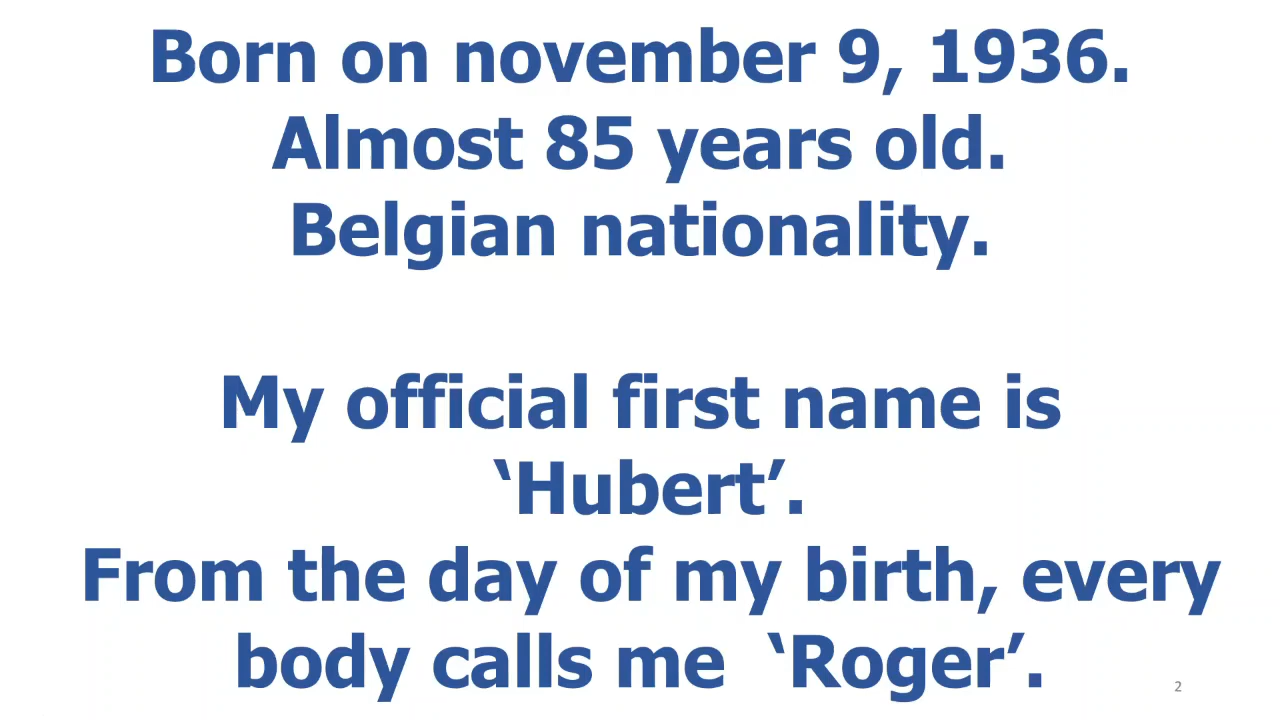 Born on november 9, 1936.
Almost 85 years old.
Belgian nationality.
My official first name is
‘Hubert’.
From the day of my birth, every
body calls me  ‘Roger’.
2